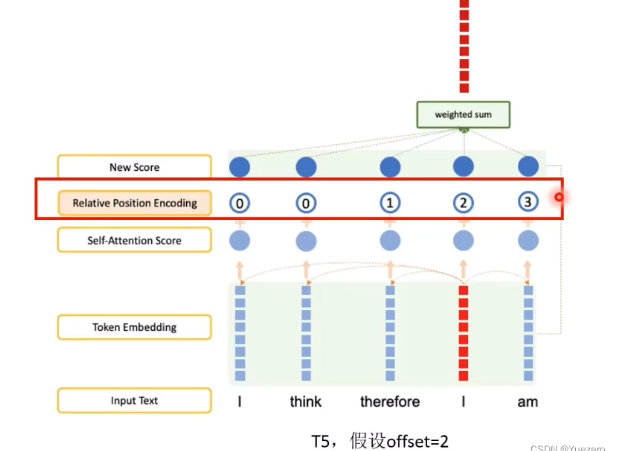 weighted sum
New Score
Relative Position Encoding 0 0 1 2 3
Self-Attention Score
Token Embedding
Input Text I think therefore I am
T5，假设offset=2
CSDN @Yuezero